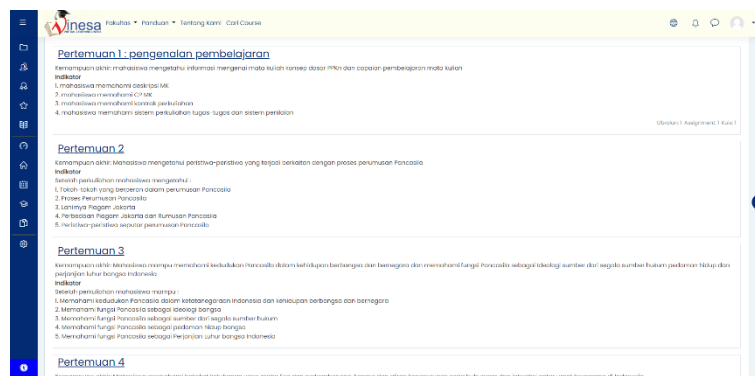 Vinesa Fakultas Panduan Tentang Kami Cari Course
Pertemuan 1 : pengenalan pembelajaran
Kemampuan akhir: mahasiswa mengetahui informasi mengenai mata kuliah konsep dasar PPKn dan capaian pembelajaran mata kuliah
Indikator
1. mahasiswa memahami deskripsi MK
2. mahasiswa memahami CP MK
3. mahasiswa memahami kontrak perkuliahan
4. mahasiswa memahami sistem perkuliahan tugas-tugas dan sistem penilaian
Obrolan: 1 Assignment: 1 Kuis: 1
Pertemuan 2
Kemampuan akhir: Mahasiswa mengetahui peristiwa-peristiwa yang terjadi berkaitan dengan proses perumusan Pancasila
Indikator
Setelah perkuliahan mahasiswa mengetahui :
1. Tokoh-tokoh yang berperan dalam perumusan Pancasila
2. Proses Perumusan Pancasila
3. Lahirnya Piagam Jakarta
4. Perbedaan Piagam Jakarta dan Rumusan Pancasila
5. Peristiwa-peristiwa seputar perumusan Pancasila
Pertemuan 3
Kemampuan akhir: Mahasiswa mampu memahami kedudukan Pancasila dalam kehidupan berbangsa dan bernegara dan memahami fungsi Pancasila sebagai ideologi sumber dari segala sumber hukum pedoman hidup dan
perjanjian luhur bangsa Indonesia
Indikator
Setelah perkuliahan mahasiswa mampu :
1. Memahami kedudukan Pancasila dalam ketatanegaraan Indonesia dan kehidupan berbangsa dan bernegara
2. Memahami fungsi Pancasila sebagai ideologi bangsa
3. Memahami fungsi Pancasila sebagai sumber dari segala sumber hukum
4. Memahami fungsi Pancasila sebagai pedoman hidup bangsa
5. Memahami fungsi Pancasila sebagai Perjanjian Luhur bangsa Indonesia
Pertemuan 4